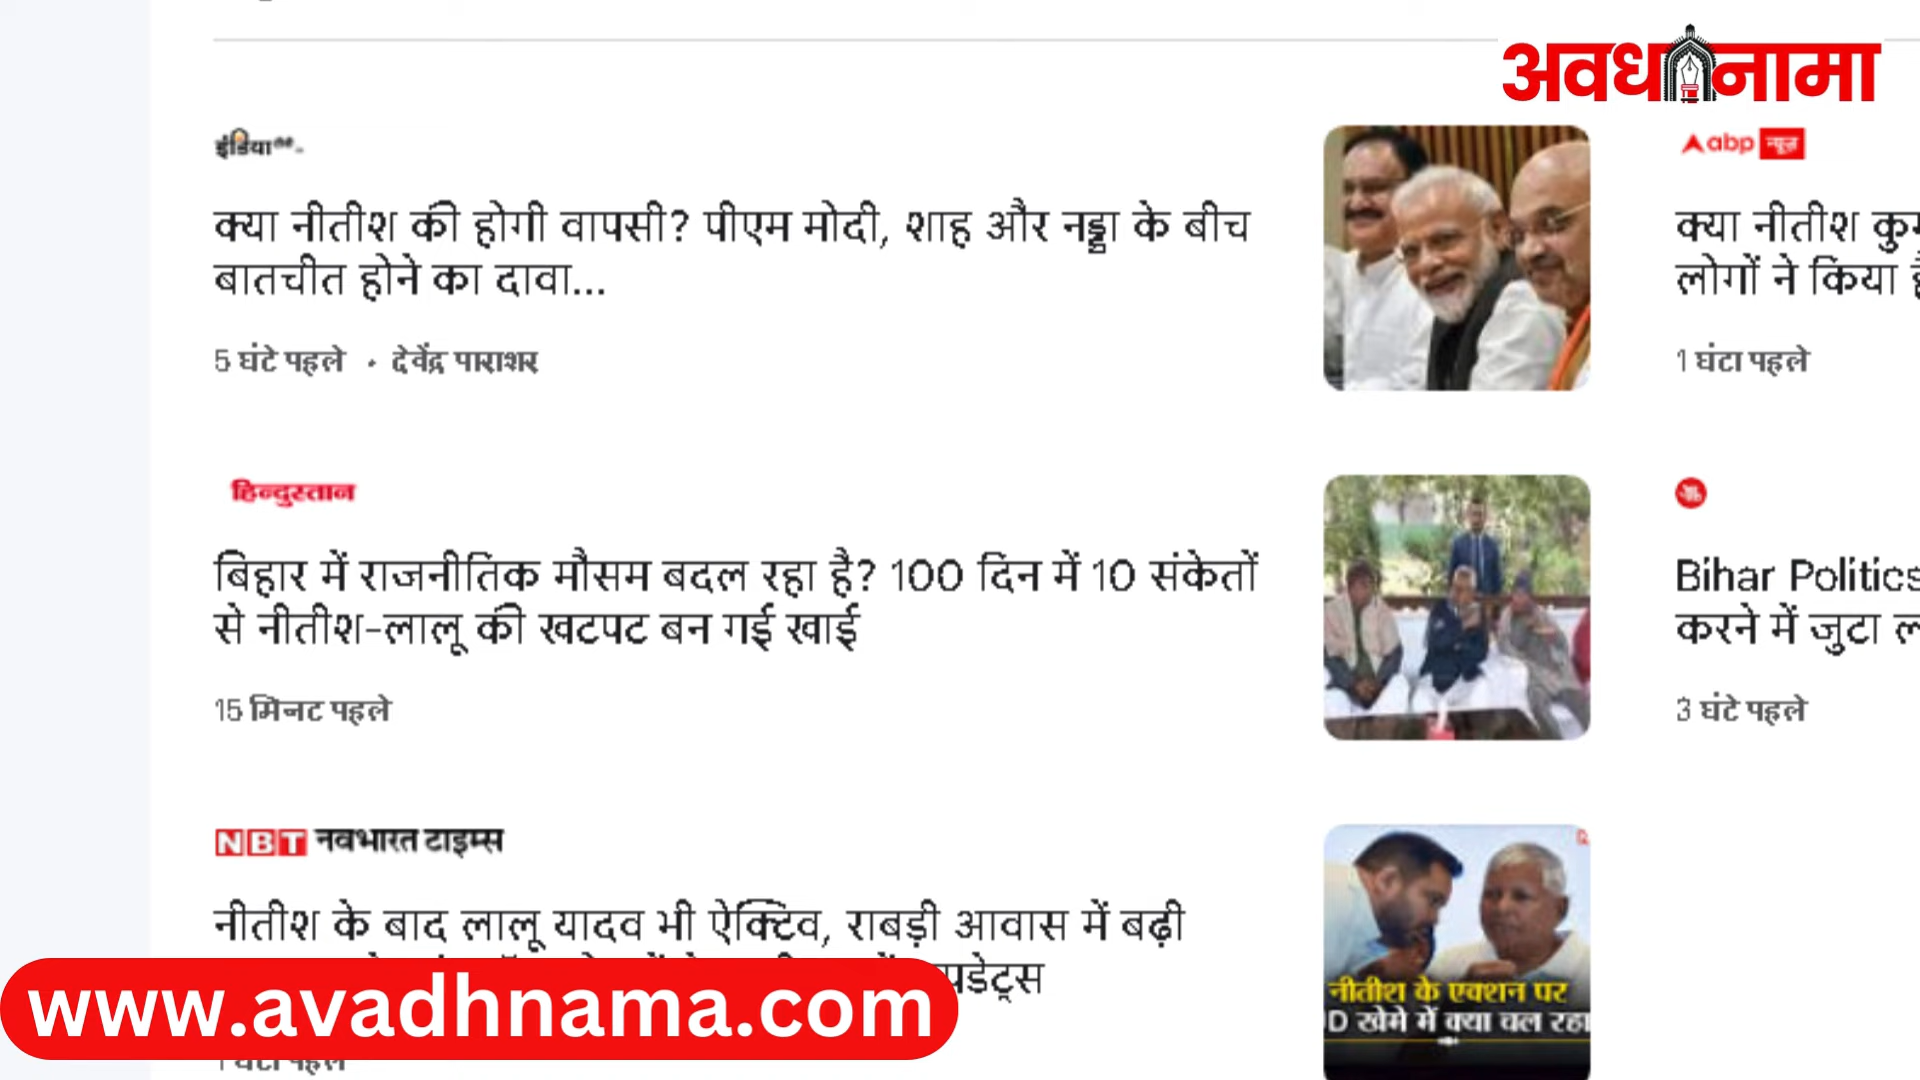 अवधनामा
इंडिया
abp न्यूज़
क्या नीतीश की होगी वापसी? पीएम मोदी, शाह और नड्डा के बीच
बातचीत होने का दावा...
5 घंटे पहले · देवेंद्र पाराशर
क्या नीतीश
लोगों ने किया
1 घंटा पहले
हिन्दुस्तान
बिहार में राजनीतिक मौसम बदल रहा है? 100 दिन में 10 संकेतों
से नीतीश-लालू की खटपट बन गई खाई
15 मिनट पहले
Bihar Politics
करने में जुटा
3 घंटे पहले
NBT नवभारत टाइम्स
नीतीश के बाद लालू यादव भी ऐक्टिव, राबड़ी आवास में बढ़ी
नीतीश के एक्शन पर
खेमे में क्या चल रहा
www.avadhnama.com